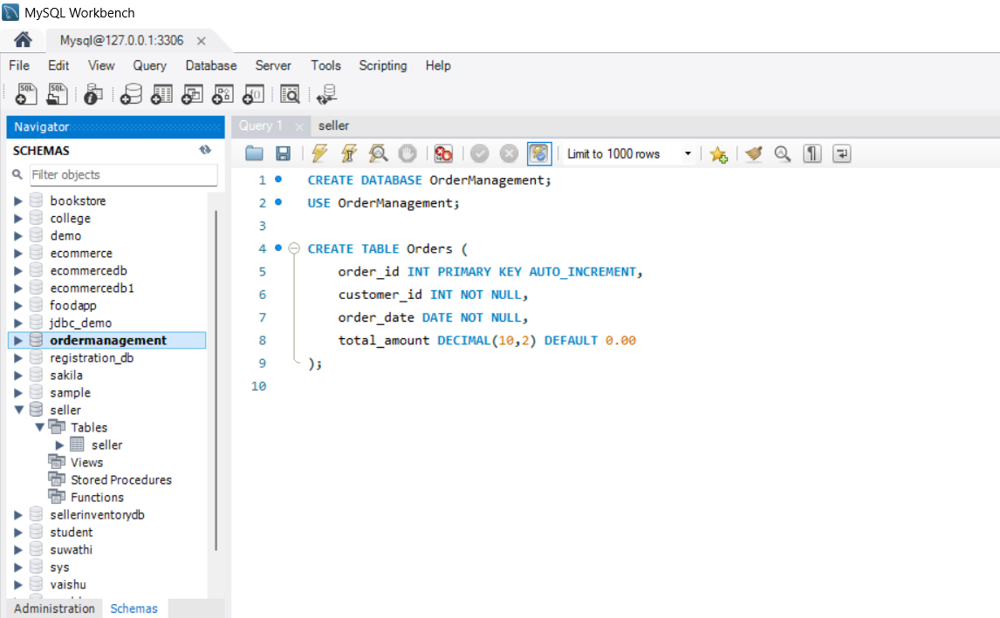 MySQL Workbench
Mysql@127.0.0.1:3306
File Edit View Query Database Server Tools Scripting Help
Navigator
SCHEMAS
Filter objects
bookstore
college
demo
ecommerce
ecommercedb
ecommercedb1
foodapp
jdbc_demo
ordermanagement
registration_db
sakila
sample
seller
Tables
seller
Views
Stored Procedures
Functions
sellerinventorydb
student
suwathi
sys
vaishu
Administration Schemas
Query 1 seller
Limit to 1000 rows
1 CREATE DATABASE OrderManagement;
2 USE OrderManagement;
3
4 CREATE TABLE Orders (
5 order_id INT PRIMARY KEY AUTO_INCREMENT,
6 customer_id INT NOT NULL,
7 order_date DATE NOT NULL,
8 total_amount DECIMAL(10,2) DEFAULT 0.00
9 );
10